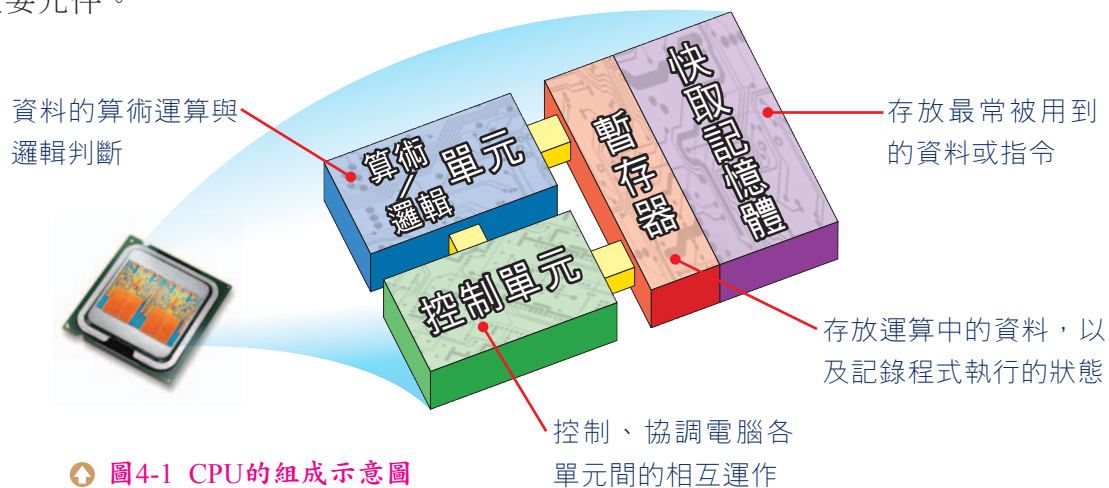 要元件。
資料的算術運算與
邏輯判斷
算術/邏輯單元
控制單元
暫存器
快取記憶體
存放最常被用到
的資料或指令
存放運算中的資料，以
及記錄程式執行的狀態
控制、協調電腦各
單元間的相互運作
圖4-1 CPU的組成示意圖